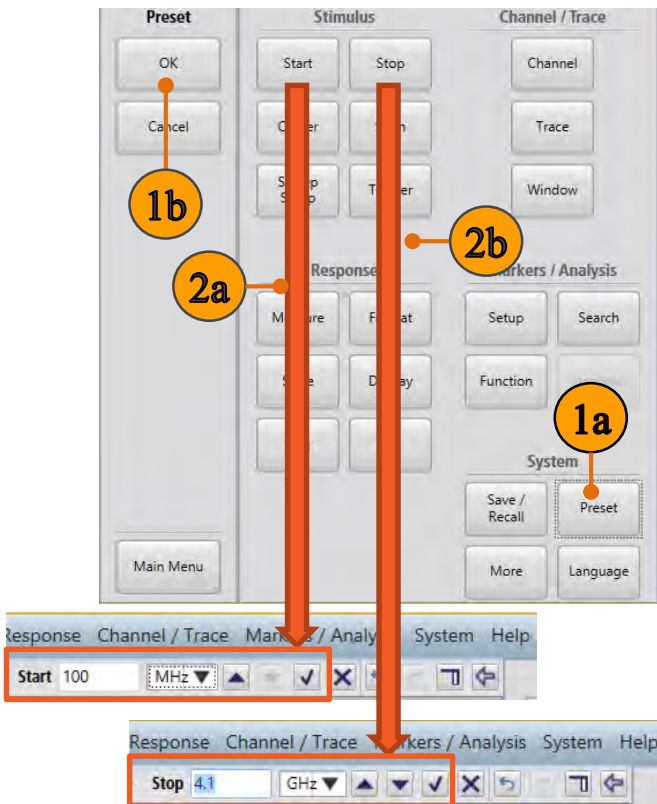 Preset
Stimulus
Channel / Trace
OK
Start
Stop
Channel
Cancel
Trace
1b
Window
2b
2a
Response
/ Analysis
Setup
Search
Function
1a
System
Save /
Recall
Preset
Main Menu
More
Language
Response Channel / Trace System Help
Start 100 MHz
Response Channel / Trace / Analysis System Help
Stop 4.1 GHz